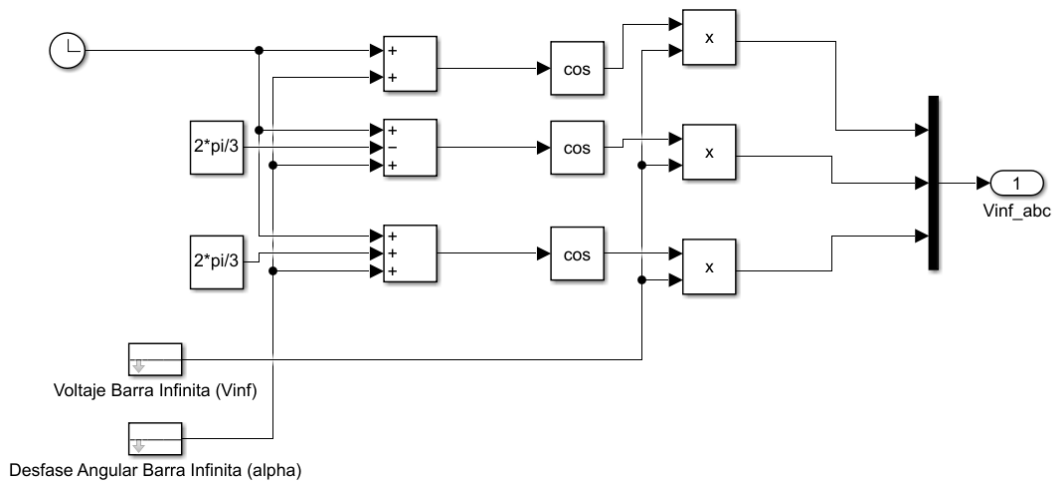 +
+
cos
x
2*pi/3
+
−
+
cos
x
1
Vinf_abc
2*pi/3
+
+
+
cos
x
Voltaje Barra Infinita (Vinf)
Desfase Angular Barra Infinita (alpha)